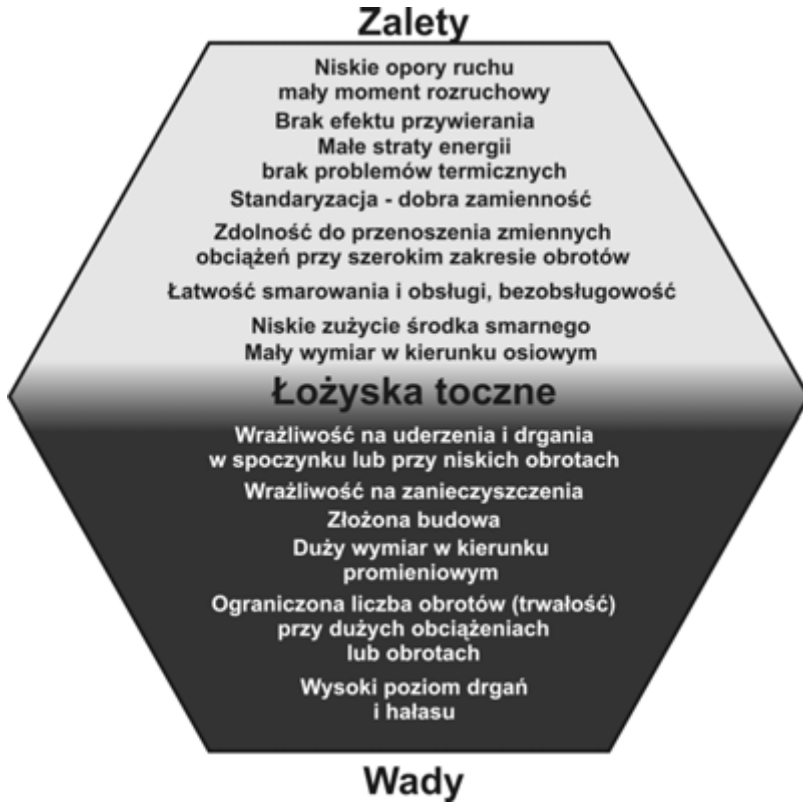 Zalety
Niskie opory ruchu
mały moment rozruchowy
Brak efektu przywierania
Małe straty energii
brak problemów termicznych
Standaryzacja - dobra zamienność
Zdolność do przenoszenia zmiennych
obciążeń przy szerokim zakresie obrotów
Łatwość smarowania i obsługi, bezobsługowość
Niskie zużycie środka smarnego
Mały wymiar w kierunku osiowym
Łożyska toczne
Wrażliwość na uderzenia i drgania
w spoczynku lub przy niskich obrotach
Wrażliwość na zanieczyszczenia
Złożona budowa
Duży wymiar w kierunku
promieniowym
Ograniczona liczba obrotów (trwałość)
przy dużych obciążeniach
lub obrotach
Wysoki poziom drgań
i hałasu
Wady